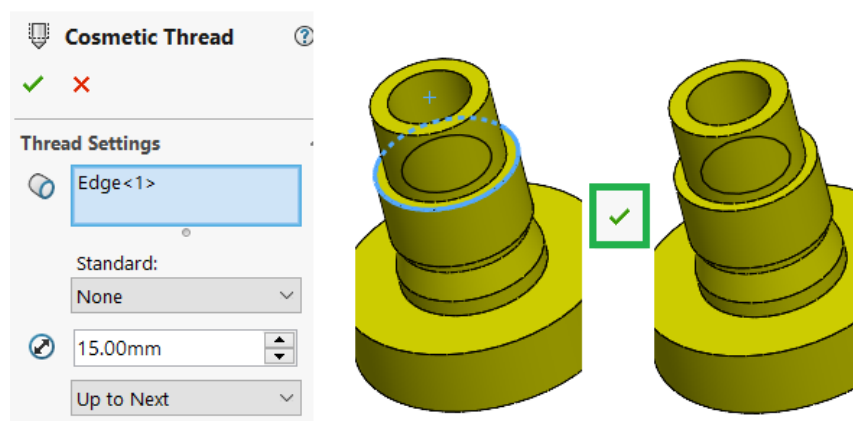 Cosmetic Thread
Thread Settings
Edge<1>
Standard:
None
15.00mm
Up to Next